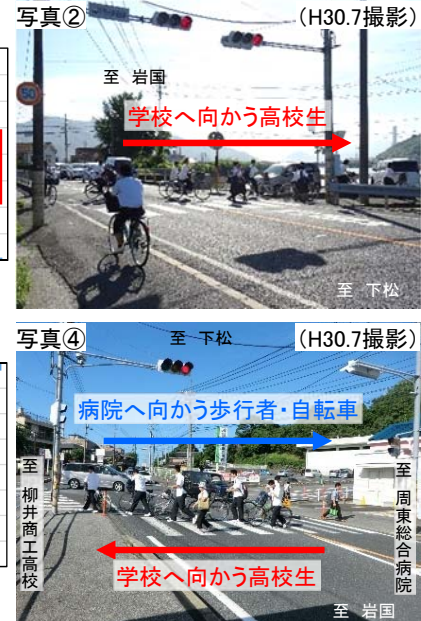 写真② (H30.7撮影)
至 岩国
50
学校へ向かう高校生
至 下松
写真④ 至 下松 (H30.7撮影)
病院へ向かう歩行者・自転車
至 柳井商工高校
至 周東総合病院
学校へ向かう高校生
至 岩国